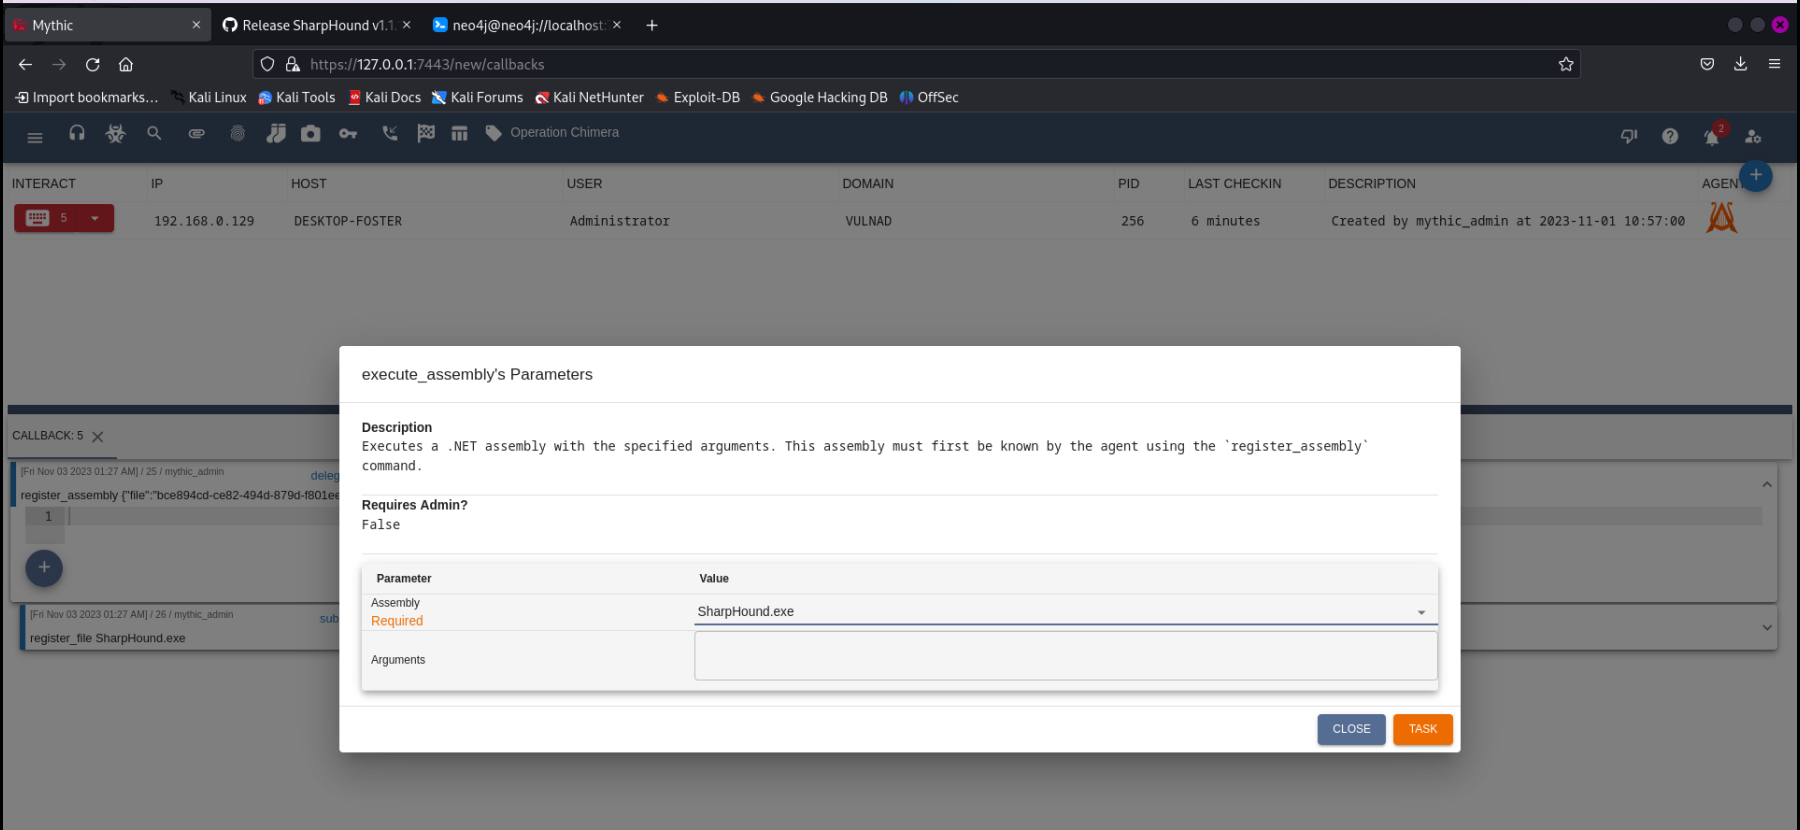 Mythic
Release SharpHound v1.1.
neo4j@neo4j://localhost:
https://127.0.0.1:7443/new/callbacks
Import bookmarks... Kali Linux Kali Tools Kali Docs Kali Forums Kali NetHunter Exploit-DB Google Hacking DB OffSec
Operation Chimera
2
INTERACT IP HOST USER DOMAIN PID LAST CHECKIN DESCRIPTION AGENT
5 192.168.0.129 DESKTOP-FOSTER Administrator VULNAD 256 6 minutes Created by mythic_admin at 2023-11-01 10:57:00
execute_assembly's Parameters
Description
Executes a .NET assembly with the specified arguments. This assembly must first be known by the agent using the `register_assembly`
command.
Requires Admin?
False
Parameter Value
Assembly
Required
SharpHound.exe
Arguments
CLOSE TASK
CALLBACK: 5
[Fri Nov 03 2023 01:27 AM] / 25 / mythic_admin
deleg
register_assembly {"file":"bce894cd-ce82-494d-879d-f801ee
1
[Fri Nov 03 2023 01:27 AM] / 26 / mythic_admin
sub
register_file SharpHound.exe